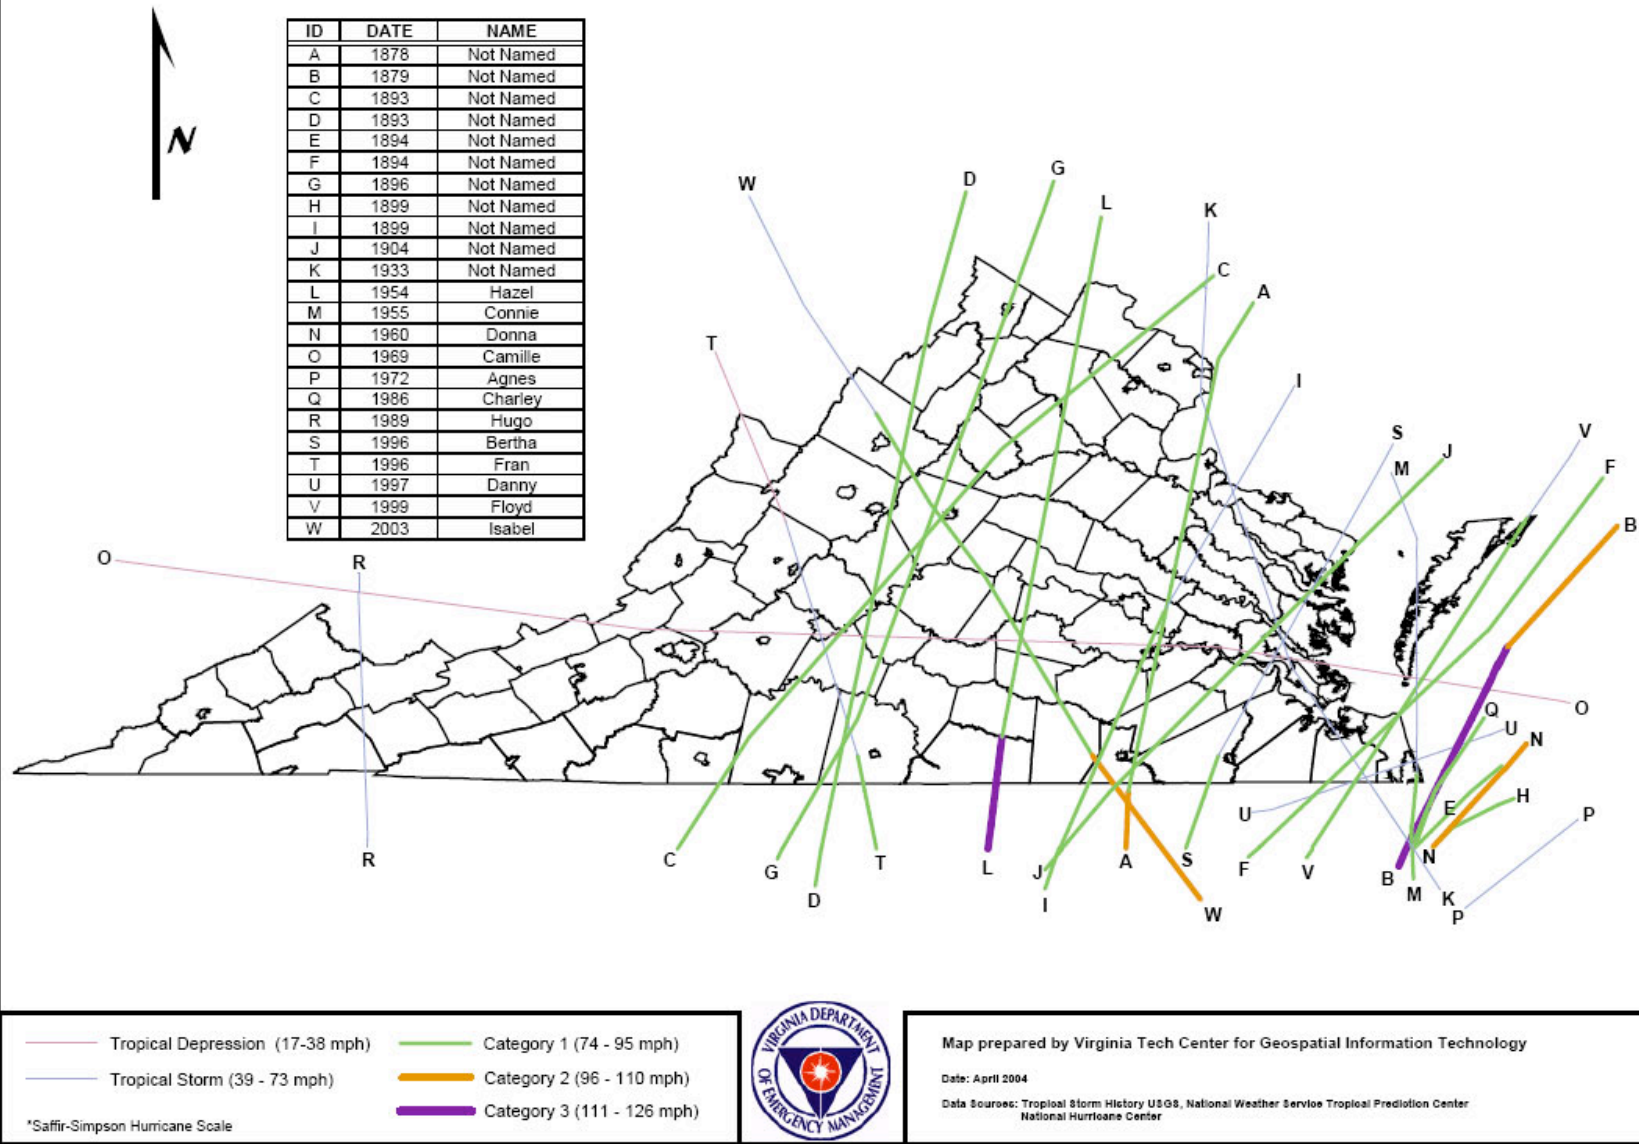 N
ID DATE NAME
A 1878 Not Named
B 1879 Not Named
C 1893 Not Named
D 1893 Not Named
E 1894 Not Named
F 1894 Not Named
G 1896 Not Named
H 1899 Not Named
I 1899 Not Named
J 1904 Not Named
K 1933 Not Named
L 1954 Hazel
M 1955 Connie
N 1960 Donna
O 1969 Camille
P 1972 Agnes
Q 1986 Charley
R 1989 Hugo
S 1996 Bertha
T 1996 Fran
U 1997 Danny
V 1999 Floyd
W 2003 Isabel
G
D
W
L
K
C
A
T
I
S
V
J
M
F
B
O
R
O
Q
U
N
H
E
U
P
R
C
G
T
L
J
A
S
F
V
N
B
D
I
W
M
K
P
Tropical Depression (17-38 mph)
Tropical Storm (39 - 73 mph)
*Saffir-Simpson Hurricane Scale
Category 1 (74 - 95 mph)
Category 2 (96 - 110 mph)
Category 3 (111 - 126 mph)
VIRGINIA DEPARTMENT
OF EMERGENCY MANAGEMENT
Map prepared by Virginia Tech Center for Geospatial Information Technology
Date: April 2004
Data Sources: Tropical Storm History USGS, National Weather Service Tropical Prediction Center
National Hurricane Center